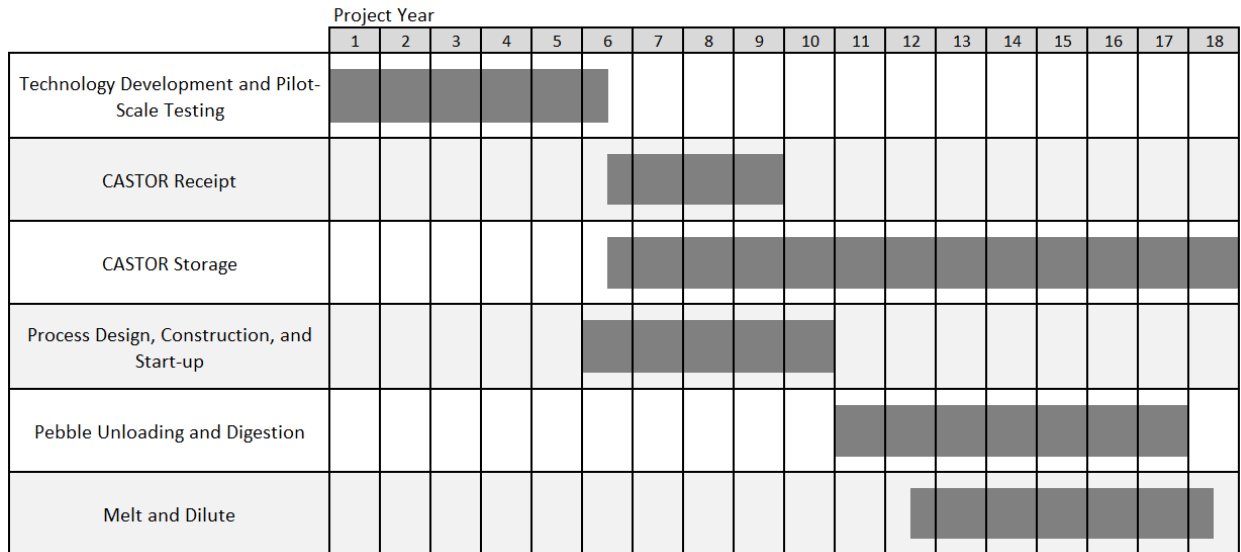 Project Year
1 2 3 4 5 6 7 8 9 10 11 12 13 14 15 16 17 18
Technology Development and Pilot-
Scale Testing
CASTOR Receipt
CASTOR Storage
Process Design, Construction, and
Start-up
Pebble Unloading and Digestion
Melt and Dilute